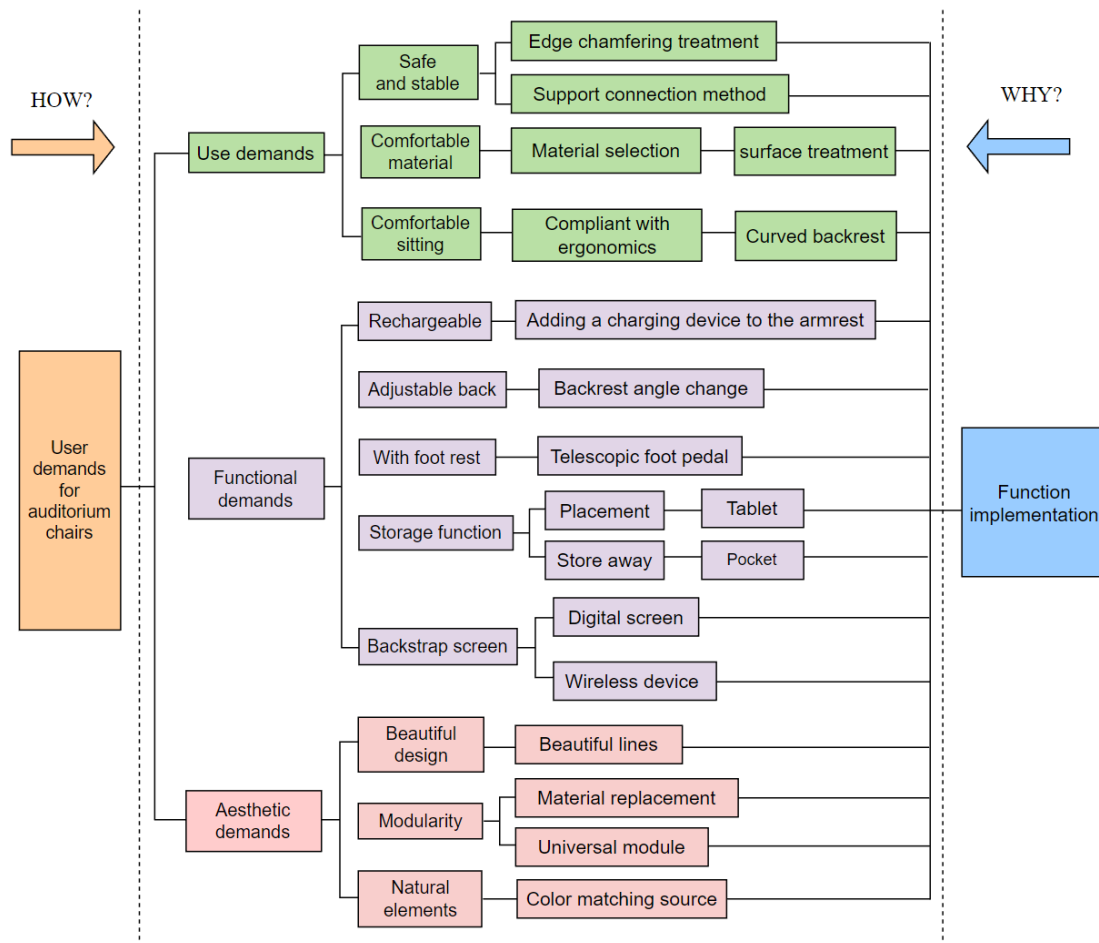 HOW?
WHY?
User
demands
for
auditorium
chairs
Use demands
Safe
and stable
Edge chamfering treatment
Support connection method
Comfortable
material
Material selection
surface treatment
Comfortable
sitting
Compliant with
ergonomics
Curved backrest
Functional
demands
Rechargeable
Adding a charging device to the armrest
Adjustable back
Backrest angle change
With foot rest
Telescopic foot pedal
Storage function
Placement
Tablet
Store away
Pocket
Backstrap screen
Digital screen
Wireless device
Aesthetic
demands
Beautiful
design
Beautiful lines
Modularity
Material replacement
Universal module
Natural
elements
Color matching source
Function
implementation